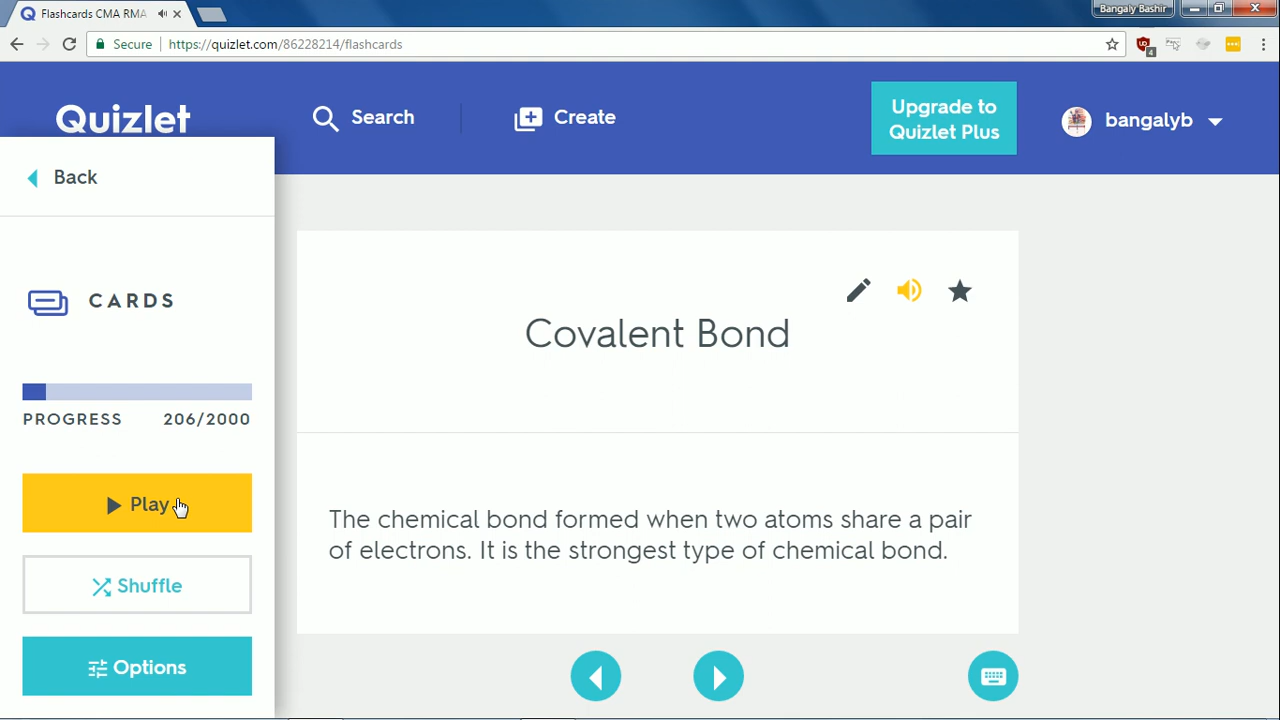 Flashcards CMA RMA
Bangaly Bashir
Secure
https://quizlet.com/86228214/flashcards
4
Quizlet
Search
Create
Upgrade to
Quizlet Plus
bangalyb
Back
CARDS
PROGRESS 206/2000
Play
Shuffle
Options
Covalent Bond
The chemical bond formed when two atoms share a pair
of electrons. It is the strongest type of chemical bond.